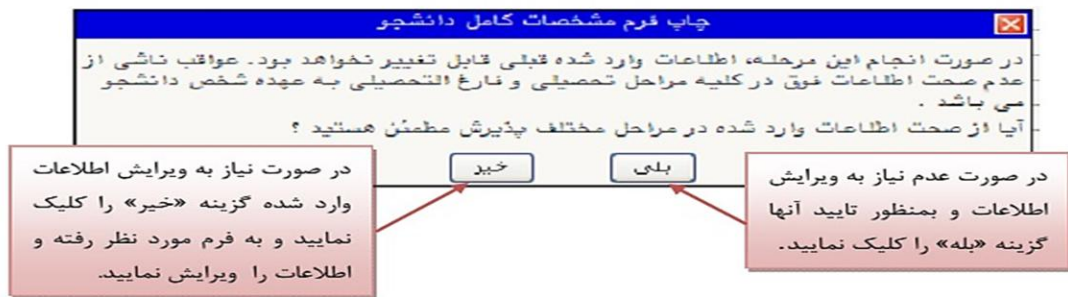 چاپ فرم مشخصات کامل دانشجو
در صورت انجام این مرحله، اطلاعات وارد شده قبلی قابل تغییر نخواهد بود. عواقب ناشی از
عدم صحت اطلاعات فوق در کلیه مراحل تحصیلی و فارغ التحصیلی به عهده شخص دانشجو
می باشد .
آیا از صحت اطلاعات وارد شده در مراحل مختلف پذیرش مطمئن هستید ؟
بلی
خیر
در صورت عدم نیاز به ویرایش
اطلاعات و بمنظور تایید آنها
گزینه «بله» را کلیک نمایید.
در صورت نیاز به ویرایش اطلاعات
وارد شده گزینه «خیر» را کلیک
نمایید و به فرم مورد نظر رفته و
اطلاعات را ویرایش نمایید.